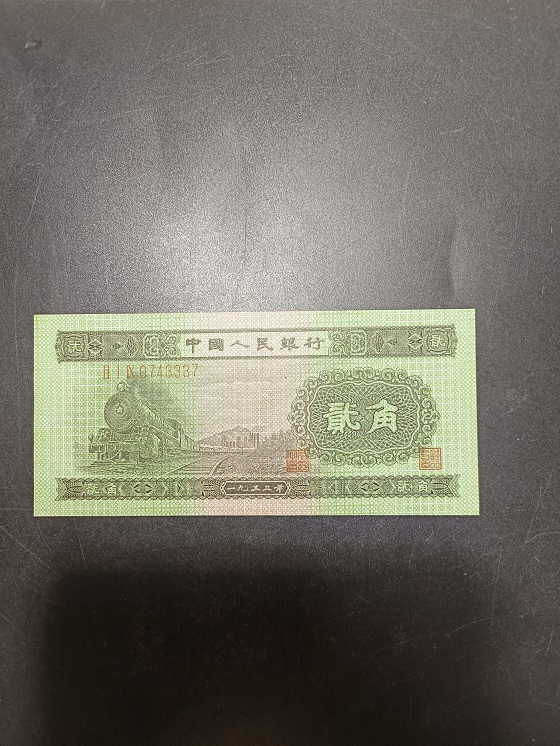 中國人民銀行
0743337
貳角
貳角 一九五三年 貳角